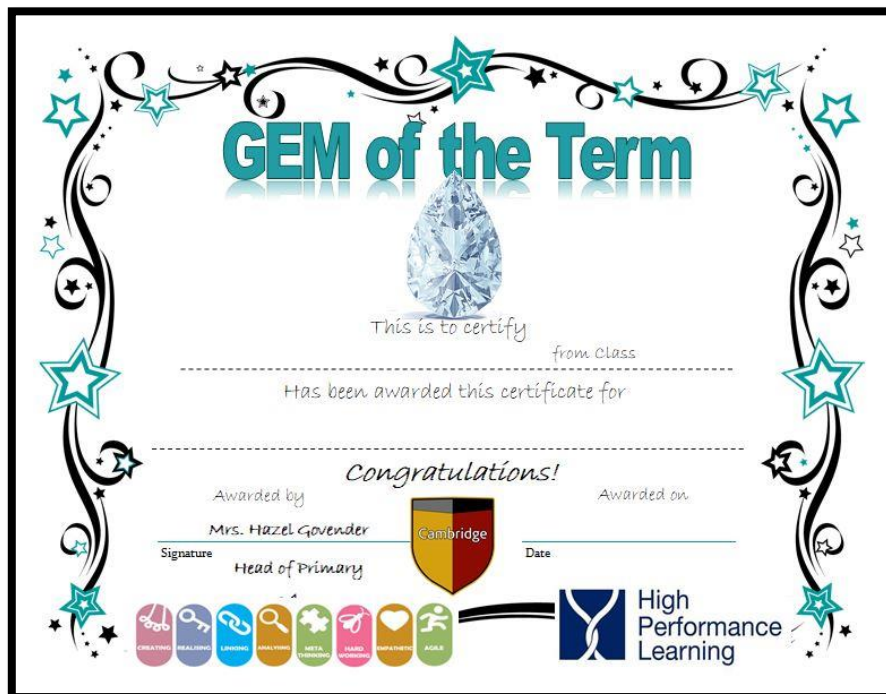 GEM of the Term
This is to certify
from Class
Has been awarded this certificate for
Congratulations!
Awarded by
Awarded on
Mrs. Hazel Govender
Cambridge
Signature
Date
Head of Primary
CREATING
REALISING
LINKING
ANALYSING
META THINKING
HARD WORKING
EMPATHETIC
AGILE
High
Performance
Learning